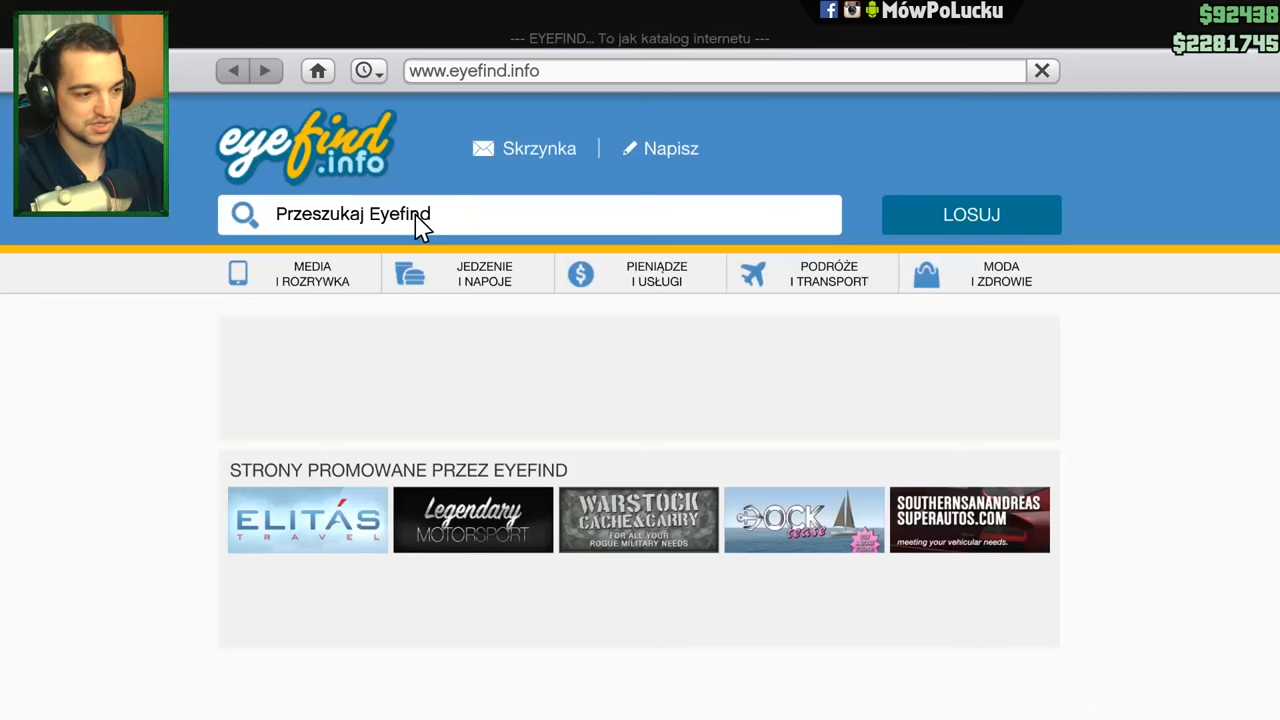 MówPoLucku
$92438
--- EYEFIND... To jak katalog internetu ---
$2281745
www.eyefind.info
eyefind.info
Skrzynka
Napisz
Przeszukaj Eyefind
LOSUJ
MEDIA
I ROZRYWKA
JEDZENIE
I NAPOJE
PIENIĄDZE
I USŁUGI
PODRÓŻE
I TRANSPORT
MODA
I ZDROWIE
STRONY PROMOWANE PRZEZ EYEFIND
ELITÁS
TRAVEL
Legendary
MOTORSPORT
WARSTOCK
CACHE&CARRY
FOR ALL YOUR
ROGUE MILITARY NEEDS
DOCK
tease
SOUTHERNSANANDREAS
SUPERAUTOS.COM
meeting your vehicular needs.